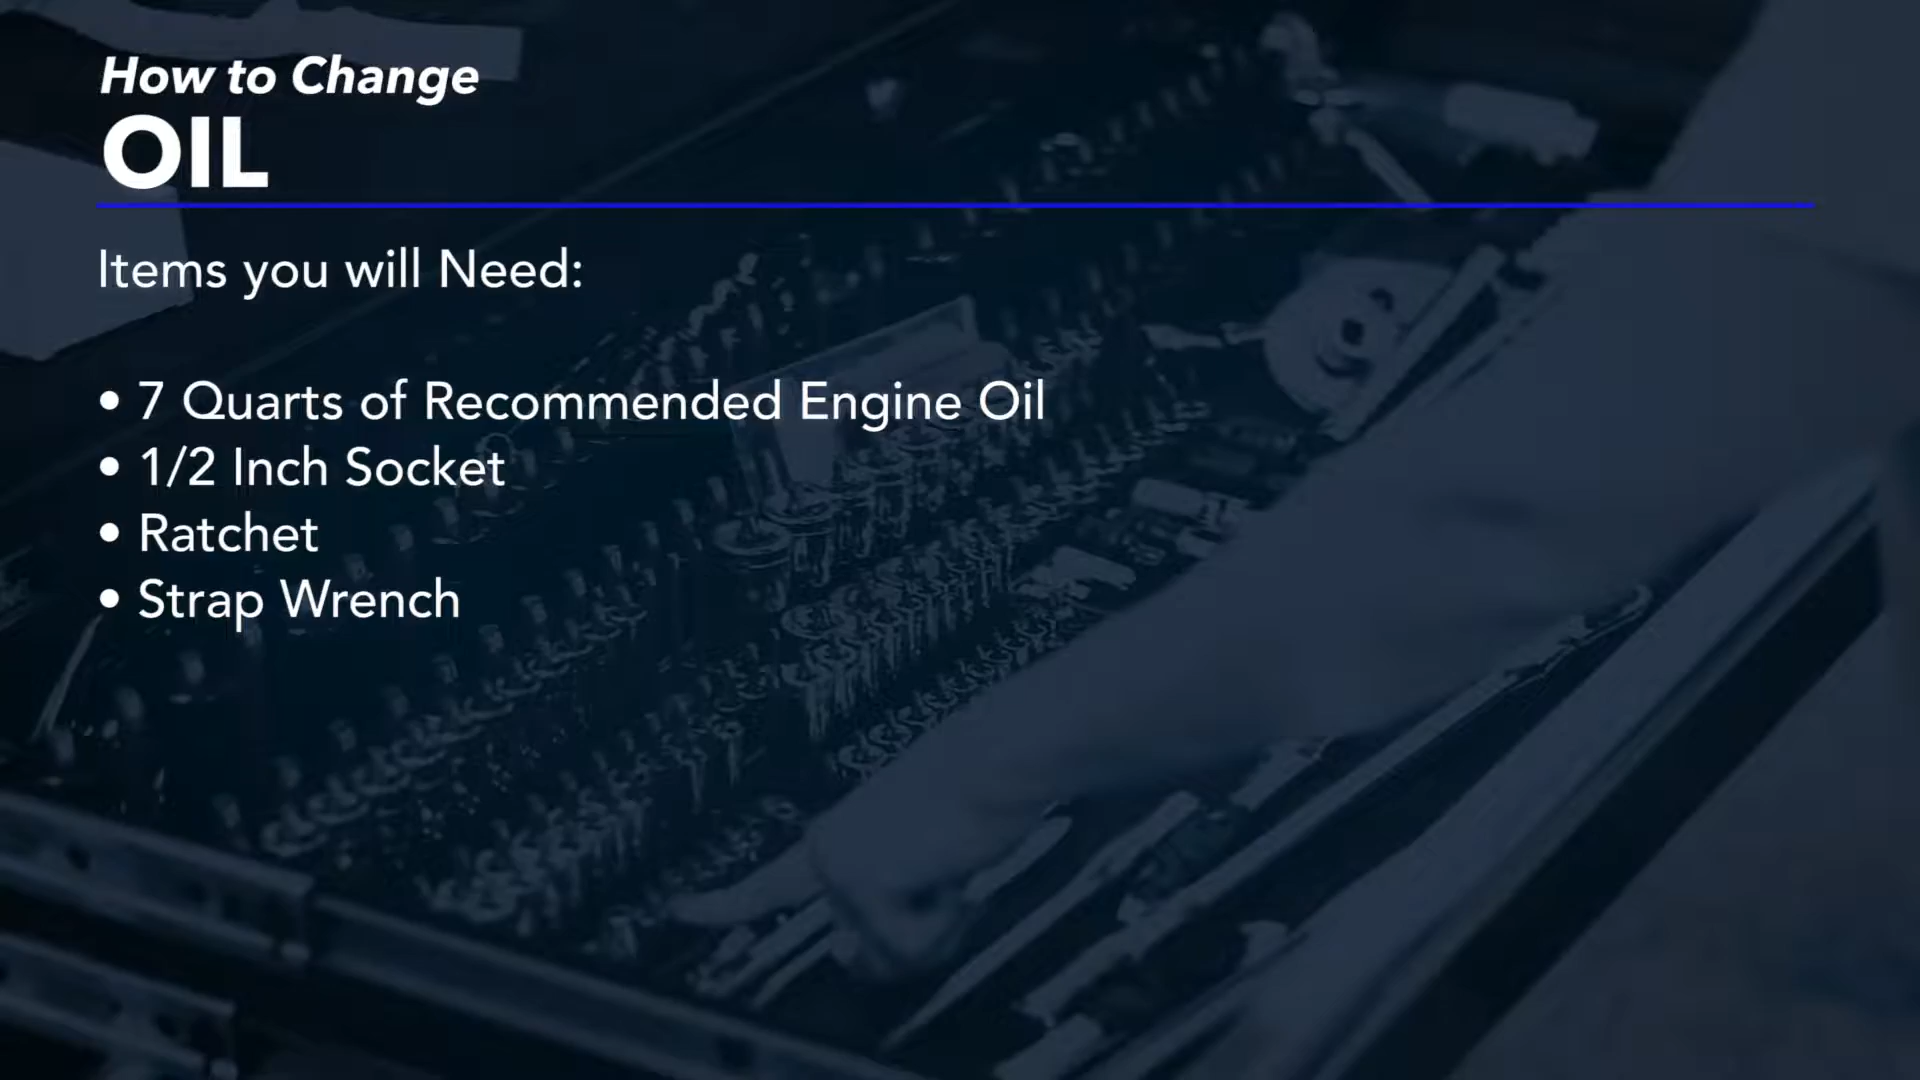 How to Change
OIL
Items you will Need:
• 7 Quarts of Recommended Engine Oil
• 1/2 Inch Socket
• Ratchet
• Strap Wrench